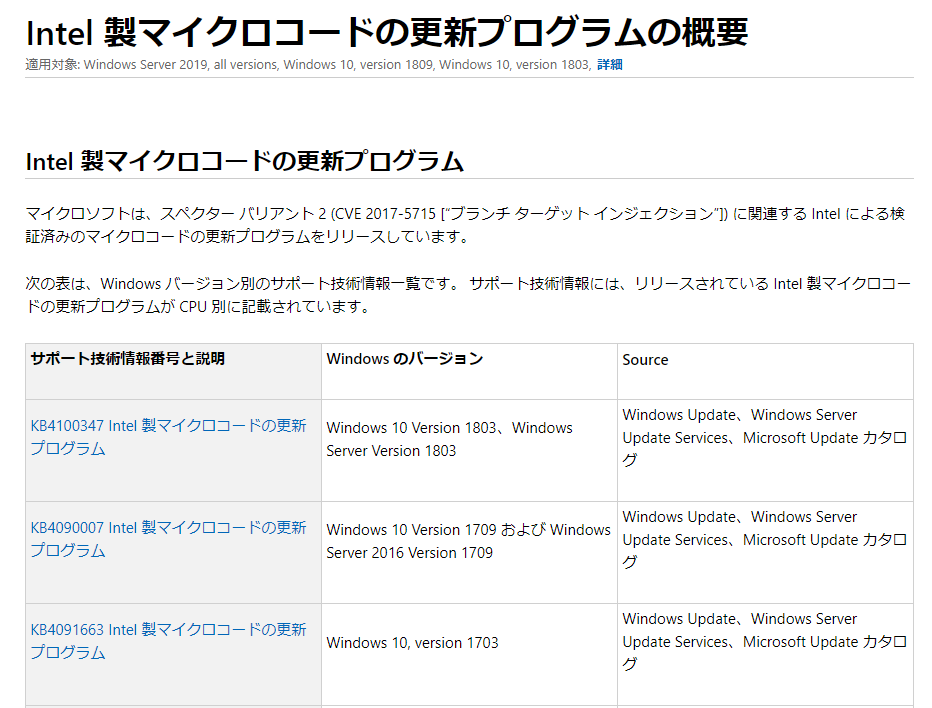 Intel 製マイクロコードの更新プログラムの概要
適用対象: Windows Server 2019, all versions, Windows 10, version 1809, Windows 10, version 1803, 詳細
Intel 製マイクロコードの更新プログラム
マイクロソフトは、スペクター バリアント 2 (CVE 2017-5715 ["ブランチ ターゲット インジェクション"]) に関連する Intel による検
証済みのマイクロコードの更新プログラムをリリースしています。
次の表は、Windows バージョン別のサポート技術情報一覧です。 サポート技術情報には、リリースされている Intel 製マイクロコー
ドの更新プログラムが CPU 別に記載されています。
サポート技術情報番号と説明
Windows のバージョン
Source
KB4100347 Intel 製マイクロコードの更新
プログラム
Windows 10 Version 1803、Windows
Server Version 1803
Windows Update、Windows Server
Update Services、Microsoft Update カタロ
グ
KB4090007 Intel 製マイクロコードの更新
プログラム
Windows 10 Version 1709 および Windows
Server 2016 Version 1709
Windows Update、Windows Server
Update Services、Microsoft Update カタロ
グ
KB4091663 Intel 製マイクロコードの更新
プログラム
Windows 10, version 1703
Windows Update、Windows Server
Update Services、Microsoft Update カタロ
グ